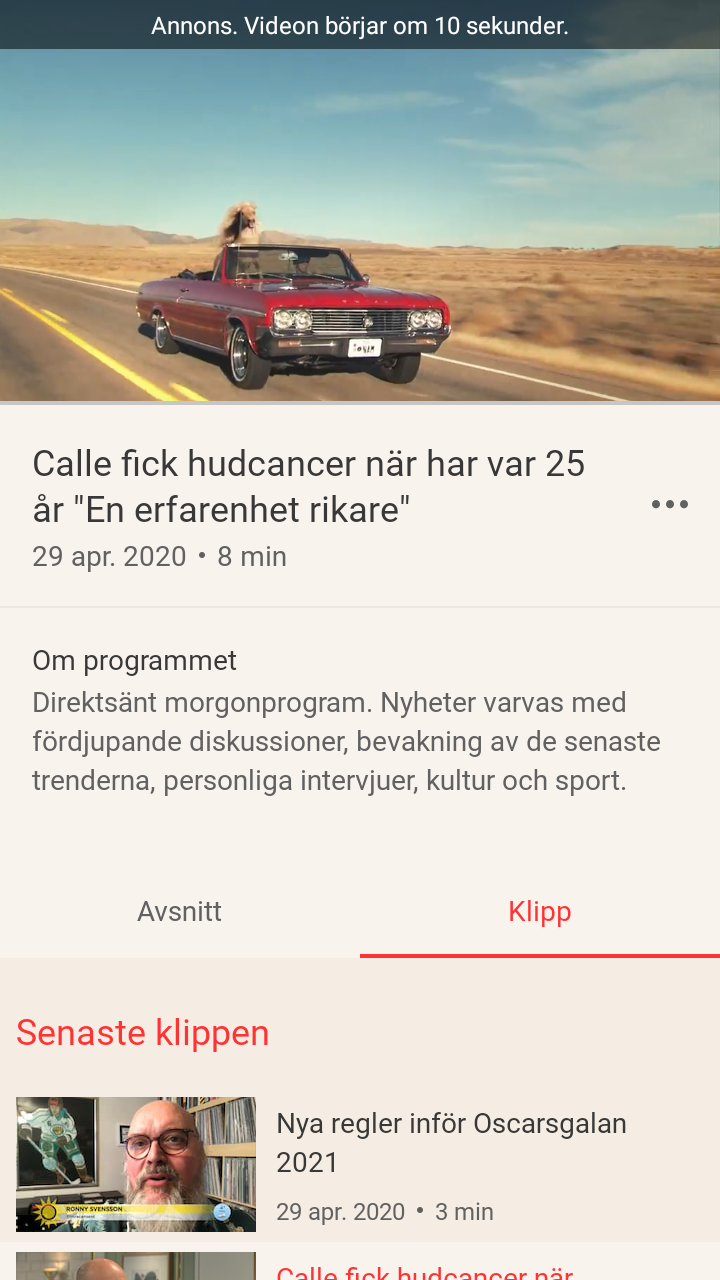 Annons. Videon börjar om 10 sekunder.
Calle fick hudcancer när har var 25
år "En erfarenhet rikare"
29 apr. 2020 • 8 min
Om programmet
Direktsänt morgonprogram. Nyheter varvas med
fördjupande diskussioner, bevakning av de senaste
trenderna, personliga intervjuer, kultur och sport.
Avsnitt
Klipp
Senaste klippen
Nya regler inför Oscarsgalan
2021
29 apr. 2020 • 3 min
RONNY SVENSSON
Calle fick hudcancer när